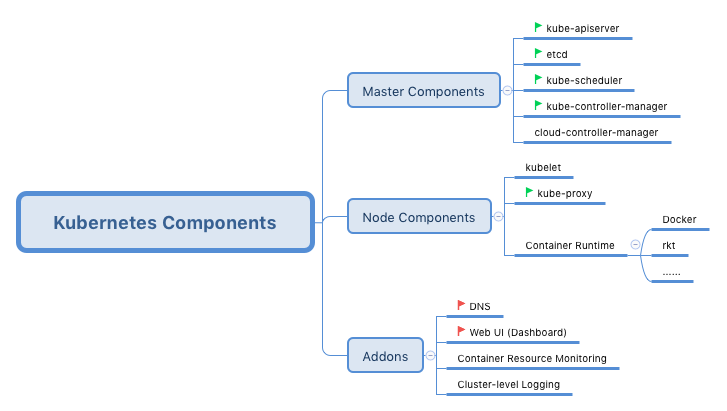 Kubernetes Components
Master Components
kube-apiserver
etcd
kube-scheduler
kube-controller-manager
cloud-controller-manager
Node Components
kubelet
kube-proxy
Container Runtime
Docker
rkt
......
Addons
DNS
Web UI (Dashboard)
Container Resource Monitoring
Cluster-level Logging